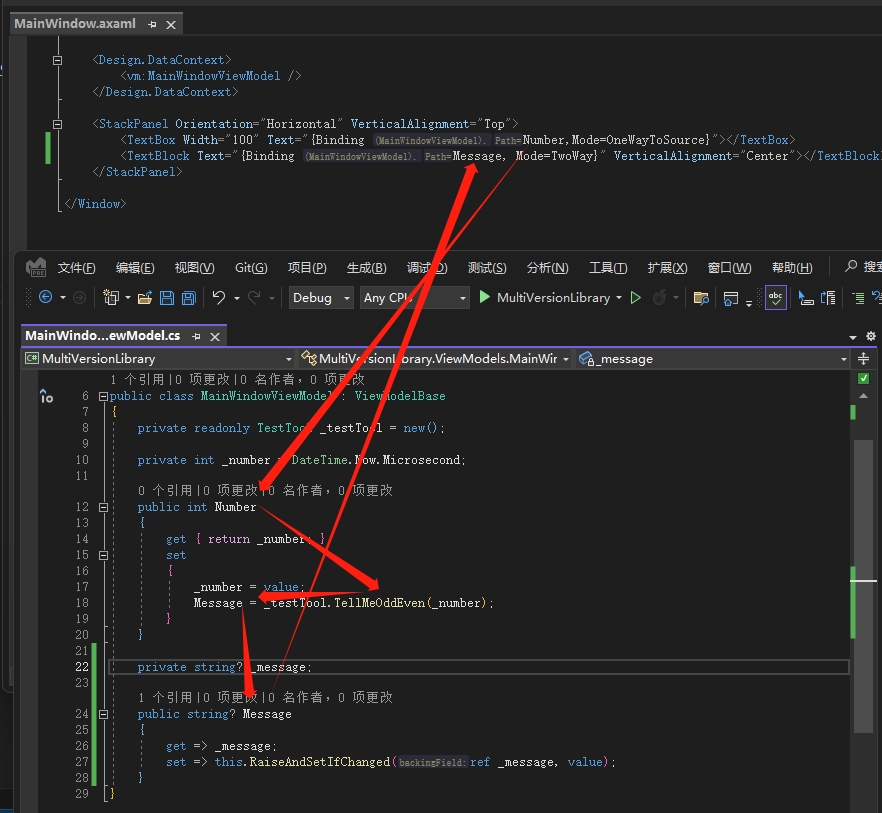 MainWindow.axaml
<Design.DataContext>
<vm:MainWindowViewModel />
</Design.DataContext>
<StackPanel Orientation="Horizontal" VerticalAlignment="Top">
<TextBox Width="100" Text="{Binding (MainWindowViewModel). Path=Number,Mode=OneWayToSource}"></TextBox>
<TextBlock Text="{Binding (MainWindowViewModel). Path=Message, Mode=TwoWay}" VerticalAlignment="Center"></TextBlock
</StackPanel>
</Window>
文件(F) 编辑(E) 视图(V) Git(G) 项目(P) 生成(B) 调试(D) 测试(S) 分析(N) 工具(T) 扩展(X) 窗口(W) 帮助(H) 搜索
Debug Any CPU MultiVersionLibrary
MainWindo...ewModel.cs
MultiVersionLibrary MultiVersionLibrary.ViewModels.MainWin _message
1 个引用|0 项更改|0 名作者，0 项更改
6 public class MainWindowViewModel : ViewModelBase
7 {
8 private readonly TestTool _testTool = new();
9
10 private int _number = DateTime.Now.Microsecond;
11
0 个引用|0 项更改|0 名作者，0 项更改
12 public int Number
13 {
14 get { return _number; }
15 set
16 {
17 _number = value;
18 Message = _testTool.TellMeOddEven(_number);
19 }
20 }
21
22 private string? _message;
23
1 个引用|0 项更改|0 名作者，0 项更改
24 public string? Message
25 {
26 get => _message;
27 set => this.RaiseAndSetIfChanged(backingField: ref _message, value);
28 }
29 }